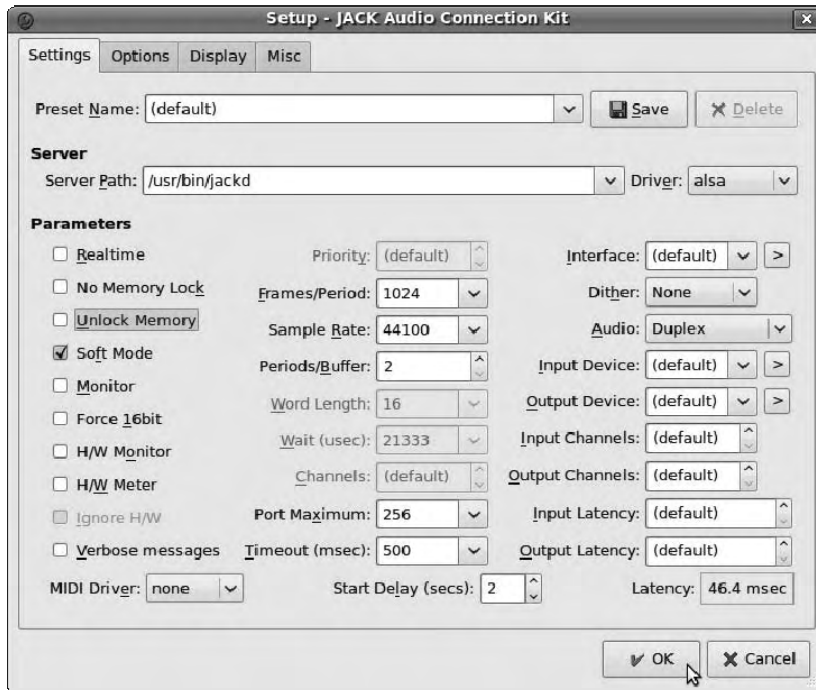 Setup - JACK Audio Connection Kit
Settings Options Display Misc
Preset Name: (default) Save Delete
Server
Server Path: /usr/bin/jackd Driver: alsa
Parameters
Realtime Priority: (default) Interface: (default) >
No Memory Lock Frames/Period: 1024 Dither: None
Unlock Memory Sample Rate: 44100 Audio: Duplex
Soft Mode Periods/Buffer: 2 Input Device: (default) >
Monitor Word Length: 16 Output Device: (default) >
Force 16bit Wait (usec): 21333 Input Channels: (default)
H/W Monitor Channels: (default) Output Channels: (default)
H/W Meter Port Maximum: 256 Input Latency: (default)
Ignore H/W
Verbose messages Timeout (msec): 500 Output Latency: (default)
MIDI Driver: none Start Delay (secs): 2 Latency: 46.4 msec
OK Cancel